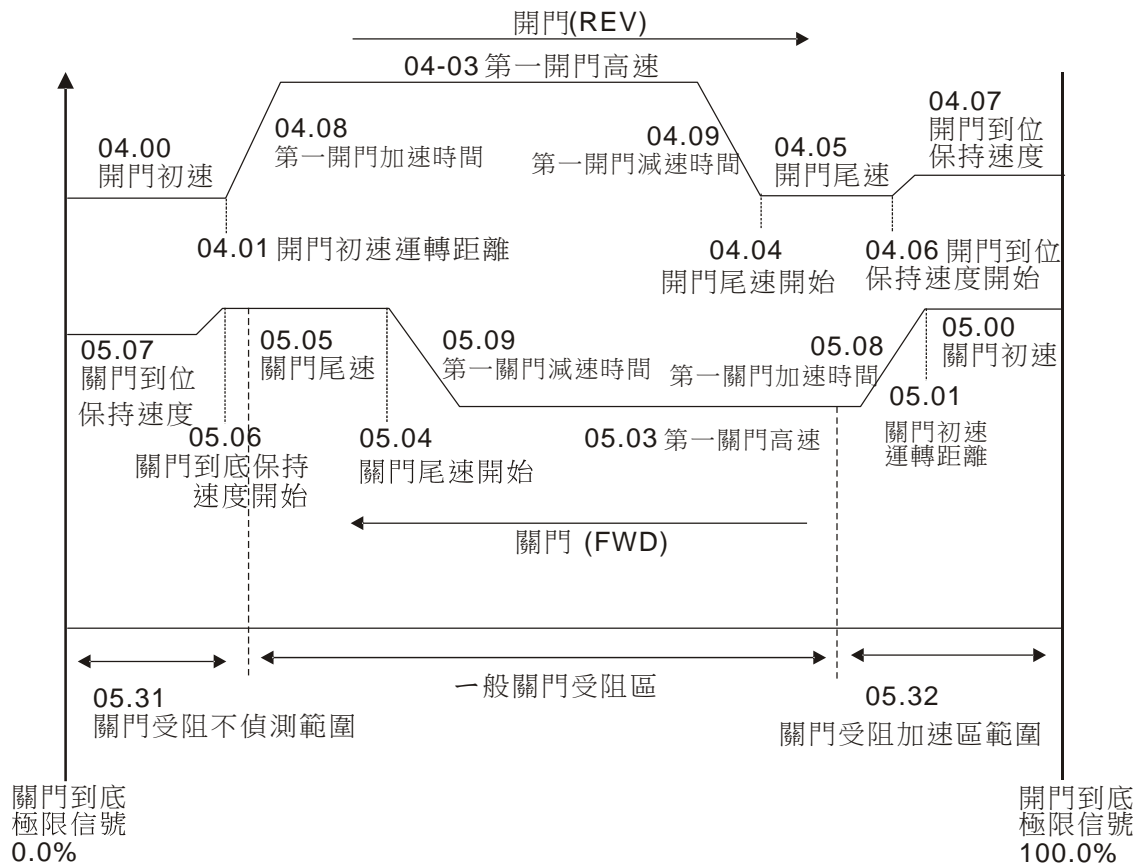 開門(REV)
04-03 第一開門高速
04.00
開門初速
04.08
第一開門加速時間
04.09
第一開門減速時間
04.05
開門尾速
04.07
開門到位
保持速度
04.01 開門初速運轉距離
04.04
開門尾速開始
04.06 開門到位
保持速度開始
05.07
關門到位
保持速度
05.05
關門尾速
05.09
第一關門減速時間
05.08
第一關門加速時間
05.00
關門初速
05.06
關門到底保持
速度開始
05.04
關門尾速開始
05.03 第一關門高速
05.01
關門初速
運轉距離
關門 (FWD)
05.31
關門受阻不偵測範圍
一般關門受阻區
05.32
關門受阻加速區範圍
關門到底
極限信號
0.0%
開門到底
極限信號
100.0%